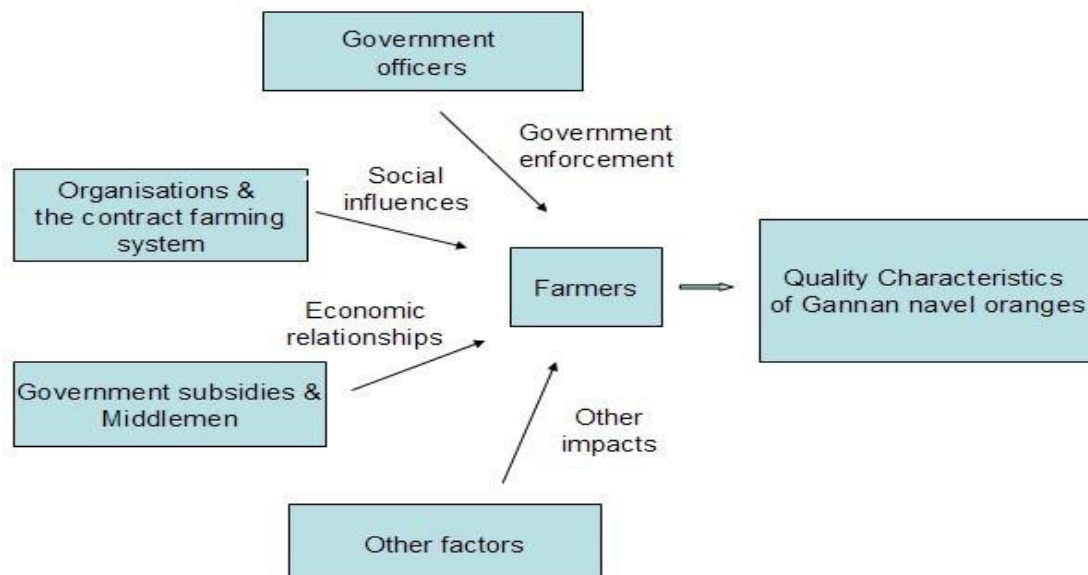 Government
officers
Government
enforcement
Social
influences
Organisations &
the contract farming
system
Farmers
Quality Characteristics
of Gannan navel oranges
Economic
relationships
Government subsidies &
Middlemen
Other
impacts
Other factors